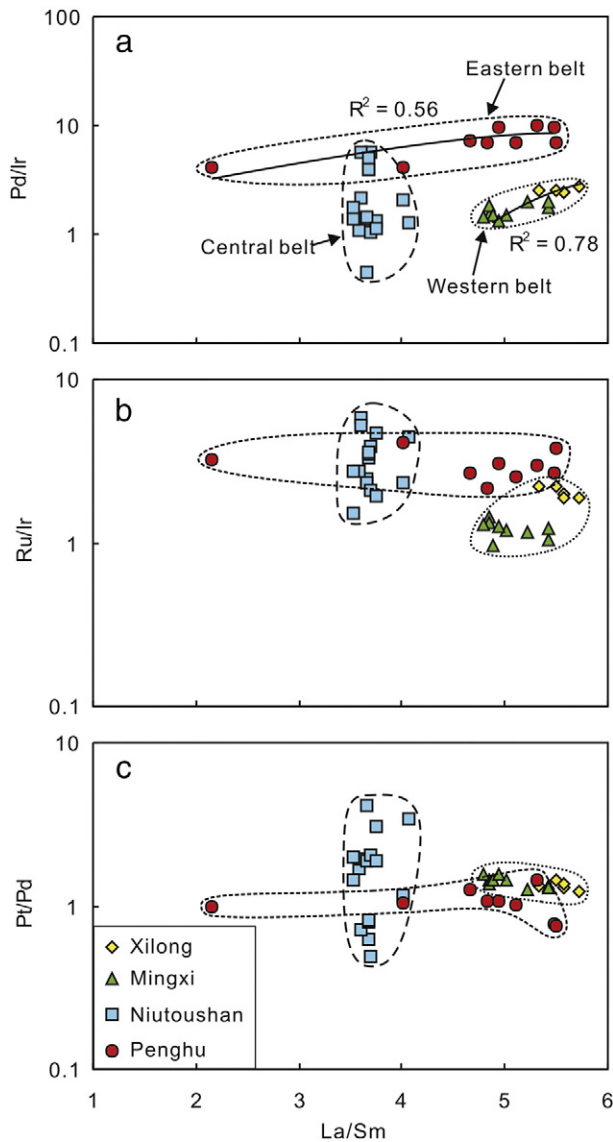 100
a
Eastern belt
R² = 0.56
10
Pd/Ir
Central belt
1
R² = 0.78
Western belt
0.1
10
b
Ru/Ir
1
0.1
10
c
Pt/Pd
1
Xilong
Mingxi
Niutoushan
Penghu
0.1
1 2 3 4 5 6
La/Sm